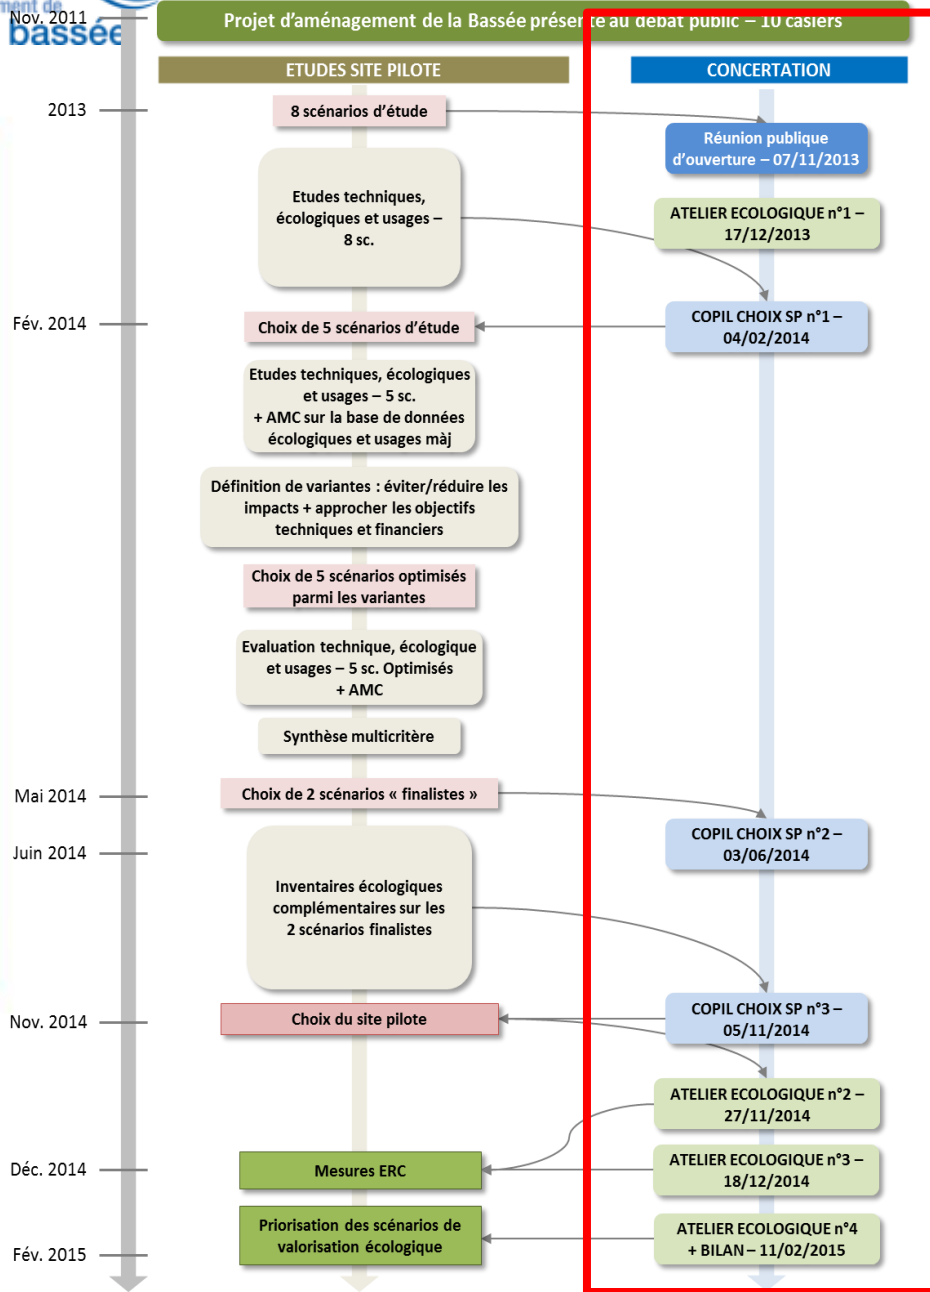 ment de
bassée
Nov. 2011
Projet d’aménagement de la Bassée présenté au débat public – 10 casiers
ETUDES SITE PILOTE
CONCERTATION
2013
8 scénarios d’étude
Réunion publique
d’ouverture – 07/11/2013
Etudes techniques,
écologiques et usages –
8 sc.
ATELIER ECOLOGIQUE n°1 –
17/12/2013
Fév. 2014
Choix de 5 scénarios d’étude
COPIL CHOIX SP n°1 –
04/02/2014
Etudes techniques, écologiques
et usages – 5 sc.
+ AMC sur la base de données
écologiques et usages màj
Définition de variantes : éviter/réduire les
impacts + approcher les objectifs
techniques et financiers
Choix de 5 scénarios optimisés
parmi les variantes
Evaluation technique, écologique
et usages – 5 sc. Optimisés
+ AMC
Synthèse multicritère
Mai 2014
Choix de 2 scénarios « finalistes »
Juin 2014
COPIL CHOIX SP n°2 –
03/06/2014
Inventaires écologiques
complémentaires sur les
2 scénarios finalistes
Nov. 2014
Choix du site pilote
COPIL CHOIX SP n°3 –
05/11/2014
ATELIER ECOLOGIQUE n°2 –
27/11/2014
Déc. 2014
Mesures ERC
ATELIER ECOLOGIQUE n°3 –
18/12/2014
Priorisation des scénarios de
valorisation écologique
ATELIER ECOLOGIQUE n°4
+ BILAN – 11/02/2015
Fév. 2015